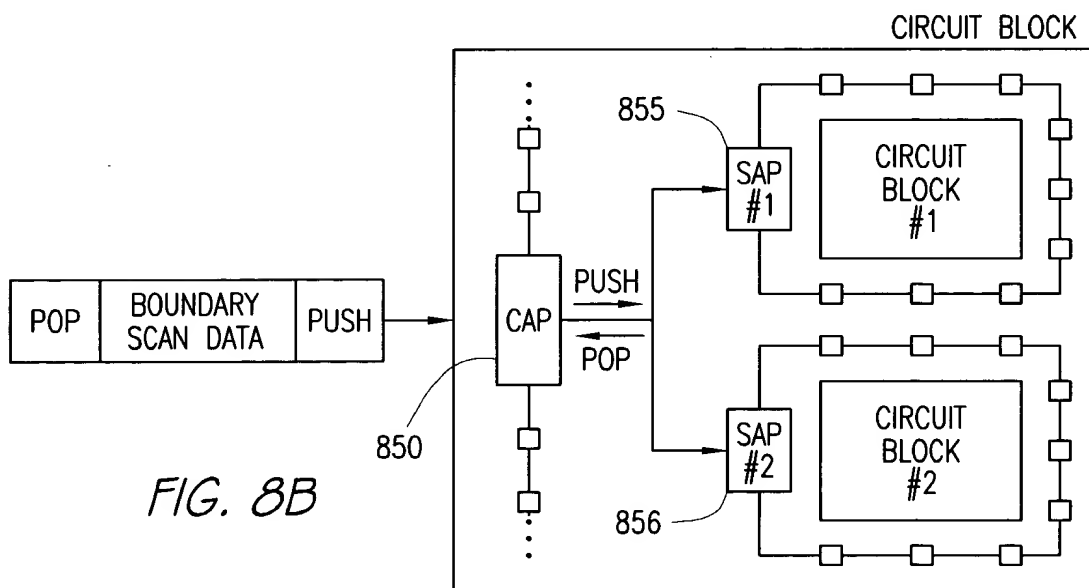 CIRCUIT BLOCK
855
SAP
#1
CIRCUIT
BLOCK
#1
POP
BOUNDARY
SCAN DATA
PUSH
CAP
PUSH
POP
850
SAP
#2
CIRCUIT
BLOCK
#2
856
FIG. 8B